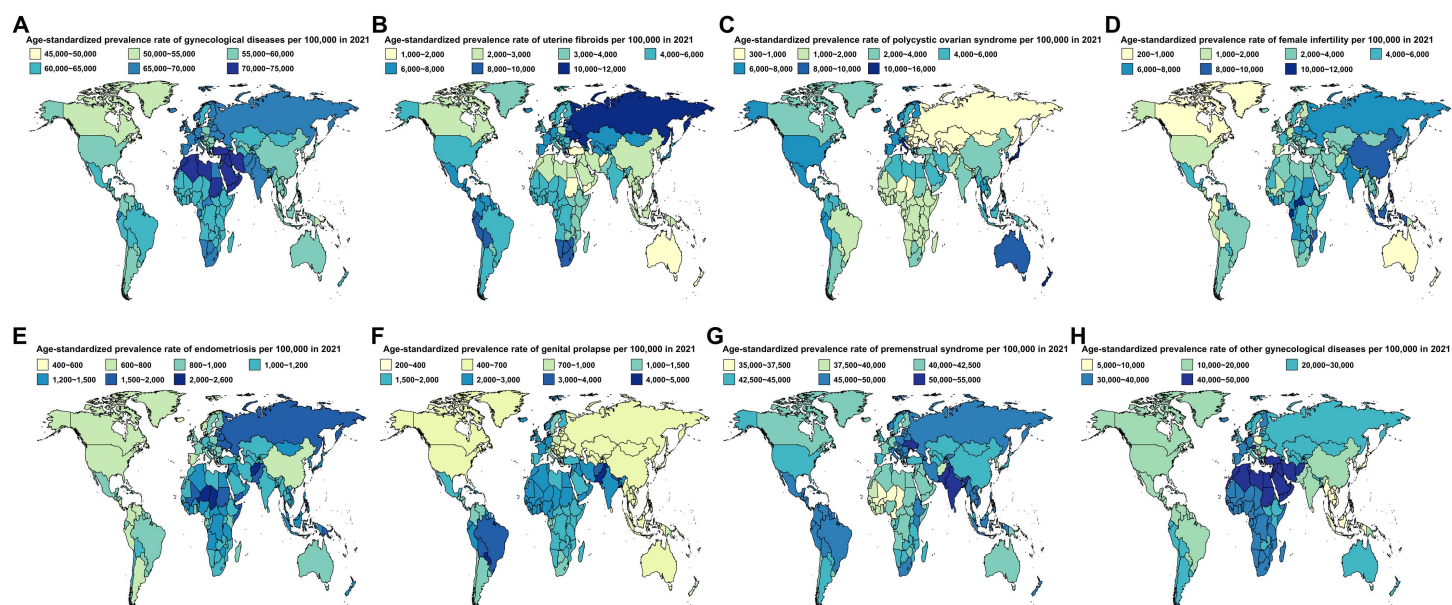 A
Age-standardized prevalence rate of gynecological diseases per 100,000 in 2021
45,000~50,000 50,000~55,000 55,000~60,000
60,000~65,000 65,000~70,000 70,000~75,000
B
Age-standardized prevalence rate of uterine fibroids per 100,000 in 2021
1,000~2,000 2,000~3,000 3,000~4,000 4,000~6,000
6,000~8,000 8,000~10,000 10,000~12,000
C
Age-standardized prevalence rate of polycystic ovarian syndrome per 100,000 in 2021
300~1,000 1,000~2,000 2,000~4,000 4,000~6,000
6,000~8,000 8,000~10,000 10,000~16,000
D
Age-standardized prevalence rate of female infertility per 100,000 in 2021
200~1,000 1,000~2,000 2,000~4,000 4,000~6,000
6,000~8,000 8,000~10,000 10,000~12,000
E
Age-standardized prevalence rate of endometriosis per 100,000 in 2021
400~600 600~800 800~1,000 1,000~1,200
1,200~1,500 1,500~2,000 2,000~2,600
F
Age-standardized prevalence rate of genital prolapse per 100,000 in 2021
200~400 400~700 700~1,000 1,000~1,500
1,500~2,000 2,000~3,000 3,000~4,000 4,000~5,000
G
Age-standardized prevalence rate of premenstrual syndrome per 100,000 in 2021
35,000~37,500 37,500~40,000 40,000~42,500
42,500~45,000 45,000~50,000 50,000~55,000
H
Age-standardized prevalence rate of other gynecological diseases per 100,000 in 2021
5,000~10,000 10,000~20,000 20,000~30,000
30,000~40,000 40,000~50,000